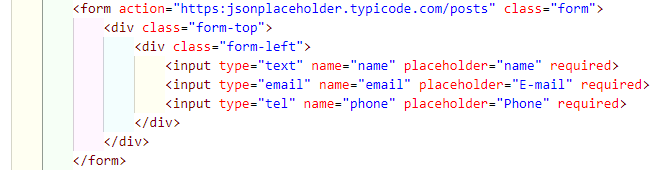 <form action="https:jsonplaceholder.typicode.com/posts" class="form">
<div class="form-top">
<div class="form-left">
<input type="text" name="name" placeholder="name" required>
<input type="email" name="email" placeholder="E-mail" required>
<input type="tel" name="phone" placeholder="Phone" required>
</div>
</div>
</form>